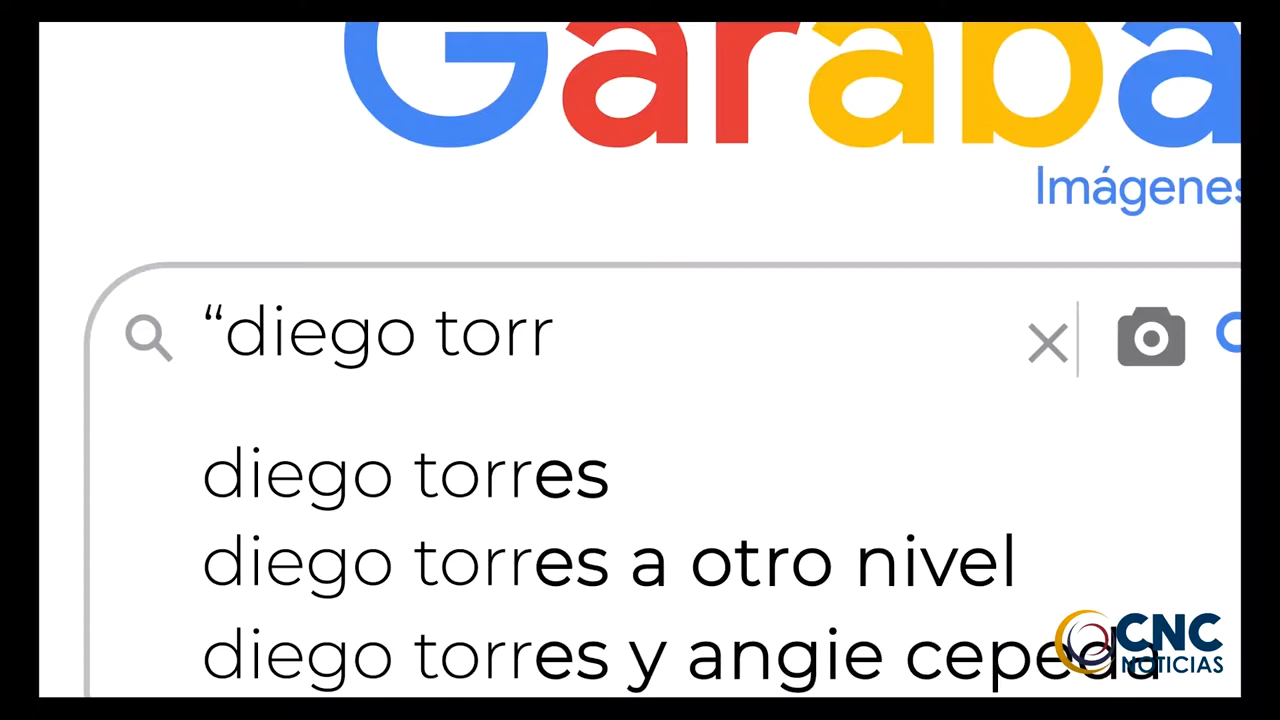 Garaba
Imágenes
“diego torr
diego torres
diego torres a otro nivel
diego torres y angie cepeda
CNC
NOTICIAS